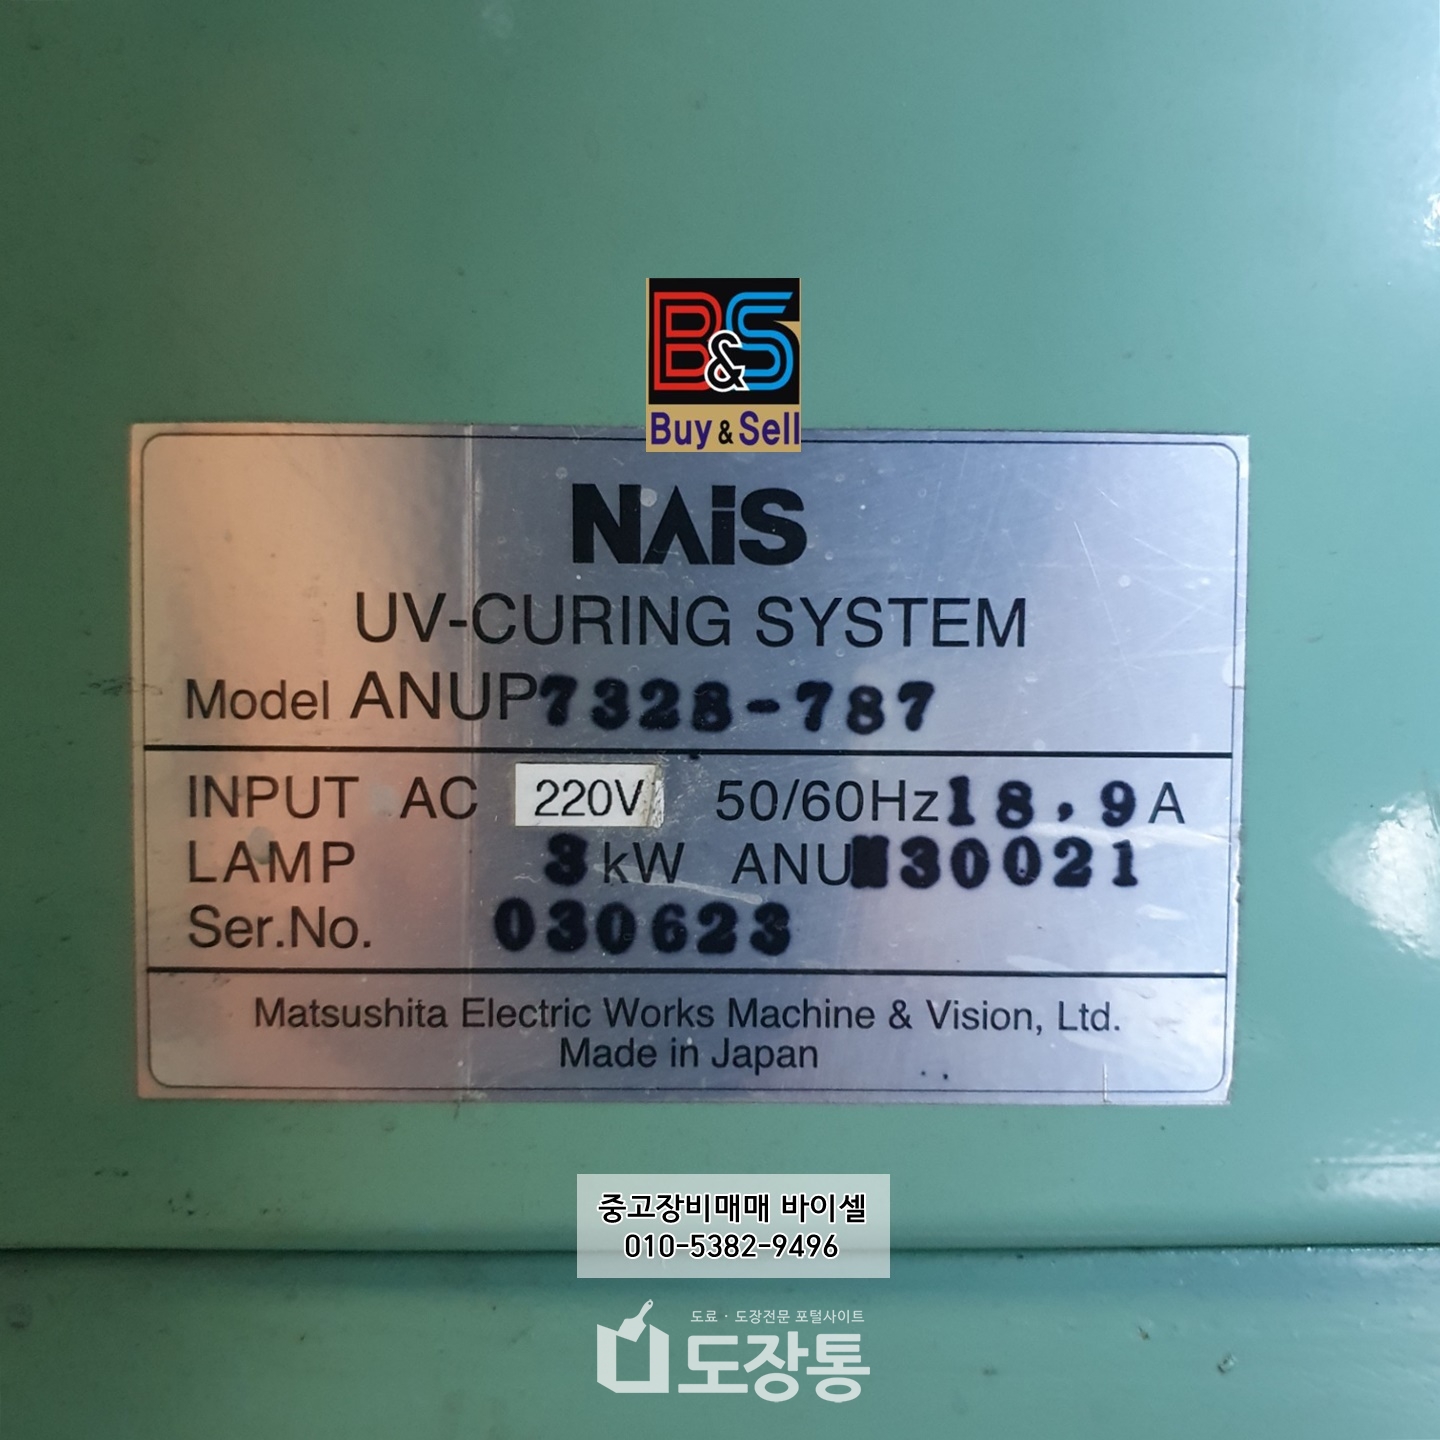 B&S
Buy & Sell
NAiS
UV-CURING SYSTEM
Model ANUP7328-787
INPUT AC 220V 50/60Hz 18.9A
LAMP 3kW ANUM30021
Ser.No. 030623
Matsushita Electric Works Machine & Vision, Ltd.
Made in Japan
중고장비매매 바이셀
010-5382-9496
도료 · 도장전문 포털사이트
도장통